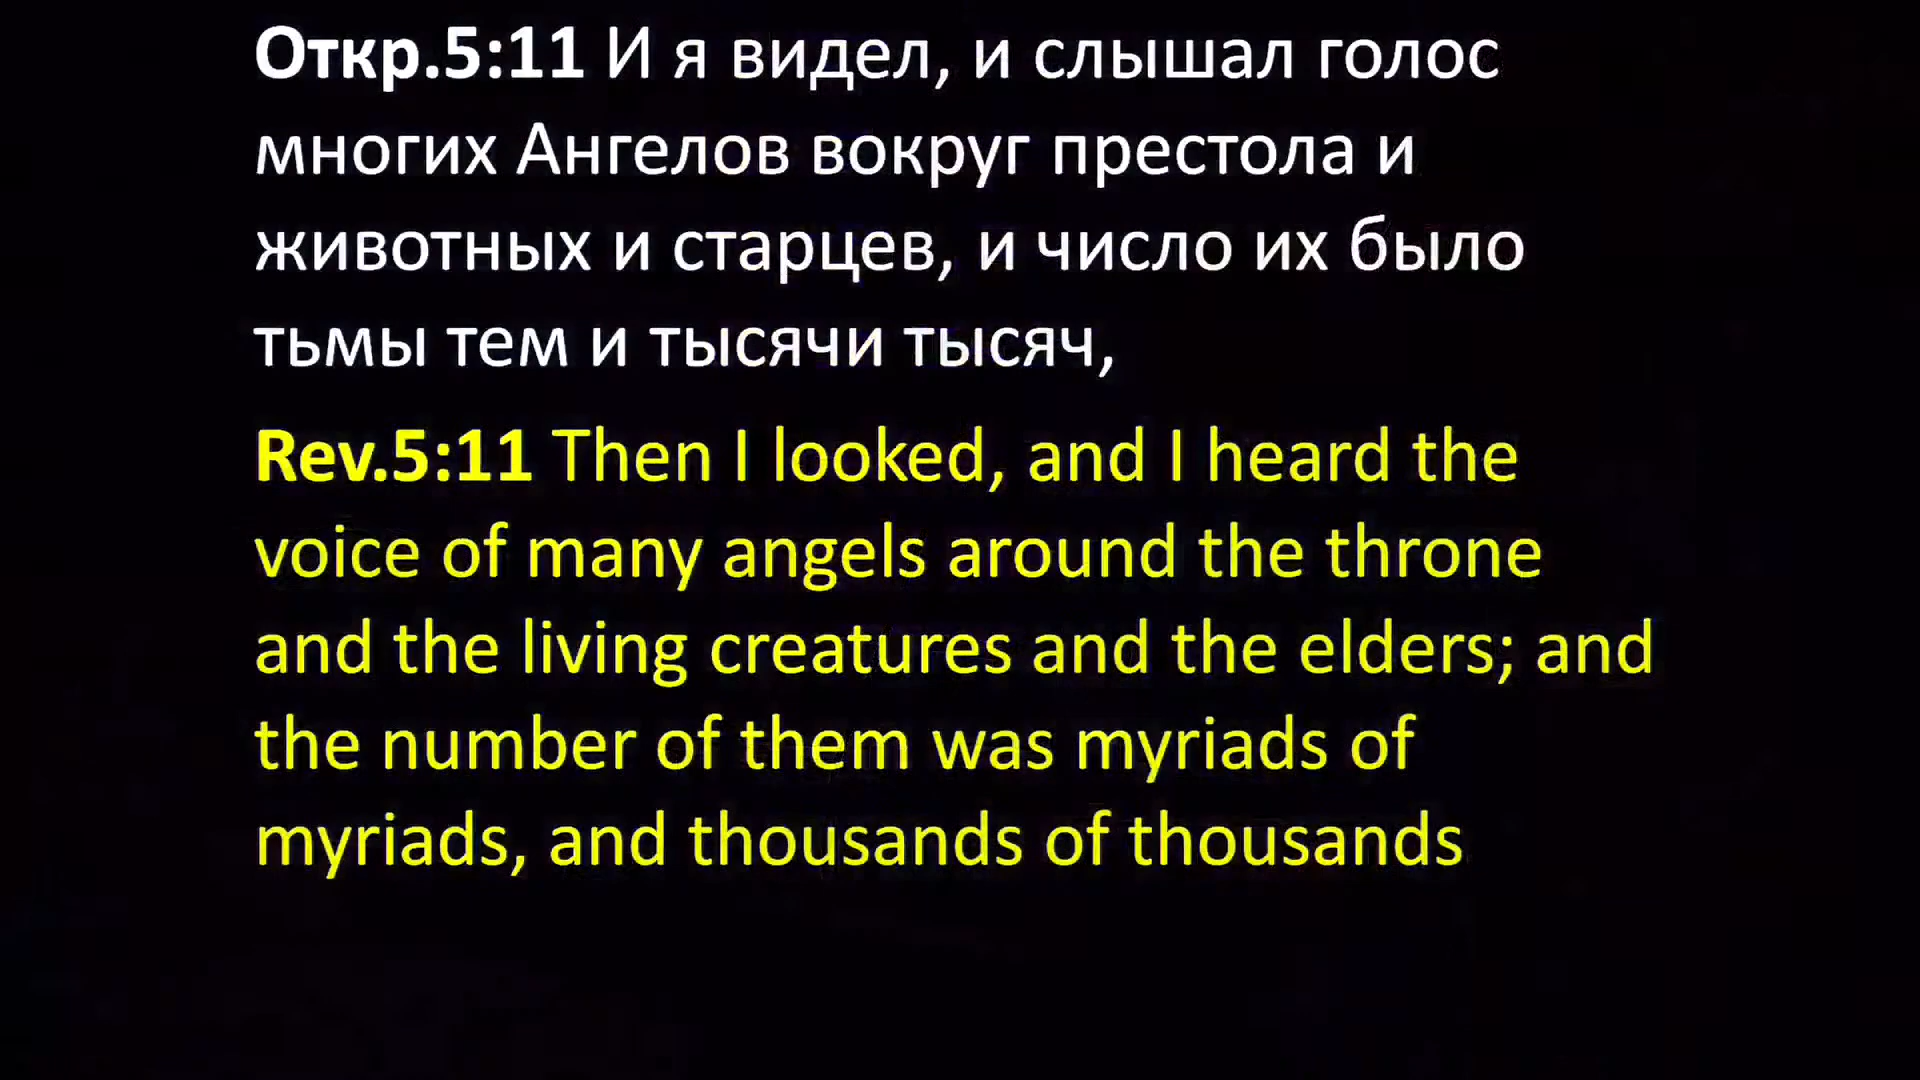 Откр.5:11 И я видел, и слышал голос
многих Ангелов вокруг престола и
животных и старцев, и число их было
тьмы тем и тысячи тысяч,
Rev.5:11 Then I looked, and I heard the
voice of many angels around the throne
and the living creatures and the elders; and
the number of them was myriads of
myriads, and thousands of thousands